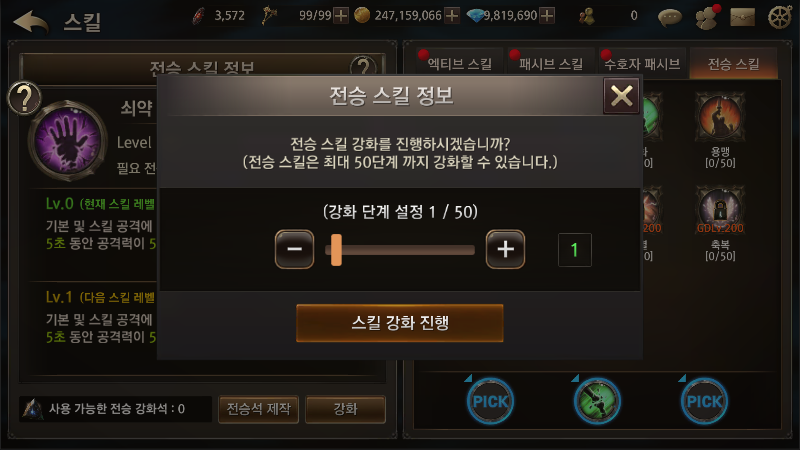 스킬
3,572
99/99
247,159,066
9,819,690
0
전승 스킬 정보
엑티브 스킬
패시브 스킬
수호자 패시브
전승 스킬
전승 스킬 정보
쇠약
Level
필요
전승 스킬 강화를 진행하시겠습니까?
(전승 스킬은 최대 50단계 까지 강화할 수 있습니다.)
용맹
[0/50]
(강화 단계 설정 1 / 50)
1
Lv.0 (현재 스킬 레벨
기본 및 스킬 공격에
5초 동안 공격력이 5
축복
[0/50]
Lv.1 (다음 스킬 레벨
기본 및 스킬 공격에
5초 동안 공격력이 5
스킬 강화 진행
사용 가능한 전승 강화석 : 0
전승석 제작
강화
PICK
PICK